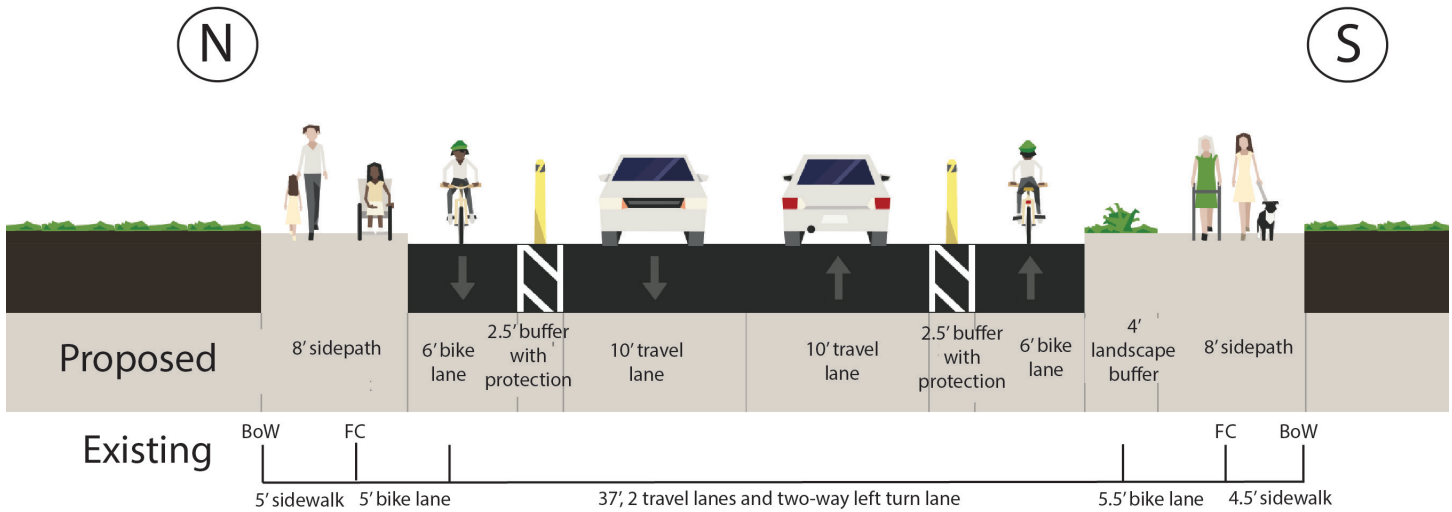 N
S
Proposed
8' sidepath
6' bike
lane
2.5' buffer
with
protection
10' travel
lane
10' travel
lane
2.5' buffer
with
protection
6' bike
lane
4'
landscape
buffer
8' sidepath
Existing
BoW
FC
FC
BoW
5' sidewalk
5' bike lane
37', 2 travel lanes and two-way left turn lane
5.5' bike lane
4.5' sidewalk